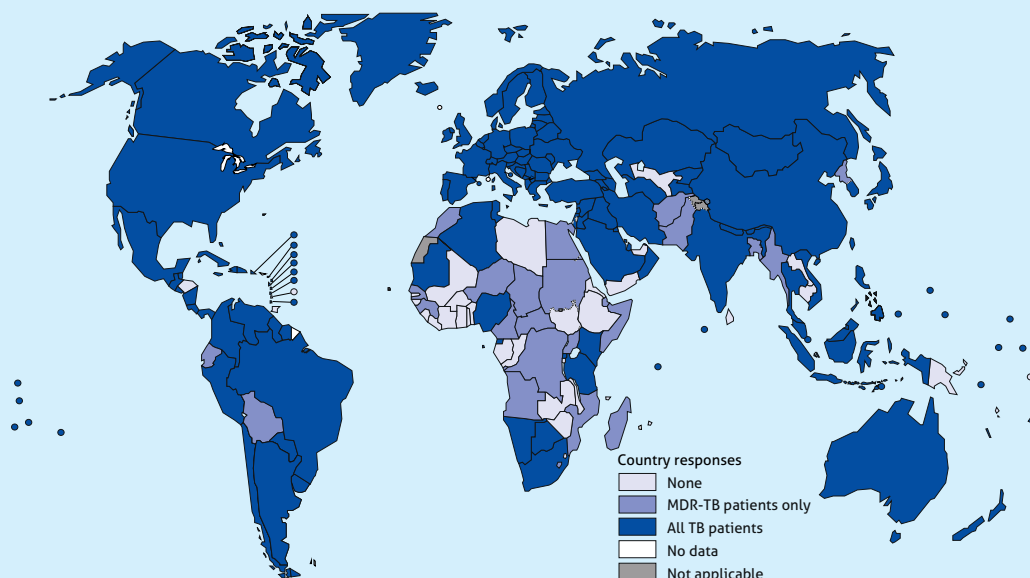 Country responses
None
MDR-TB patients only
All TB patients
No data
Not applicable